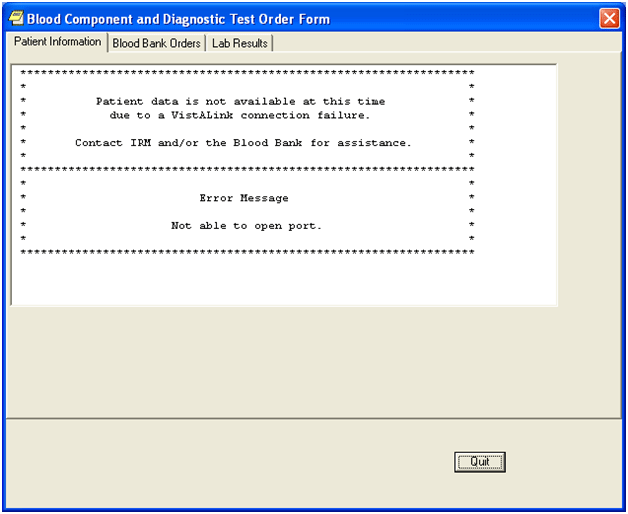 Blood Component and Diagnostic Test Order Form
Patient Information Blood Bank Orders Lab Results
******************************************************************
* *
* Patient data is not available at this time *
* due to a VistALink connection failure. *
* *
* Contact IRM and/or the Blood Bank for assistance. *
* *
******************************************************************
* *
* Error Message *
* *
* Not able to open port. *
* *
******************************************************************
Quit